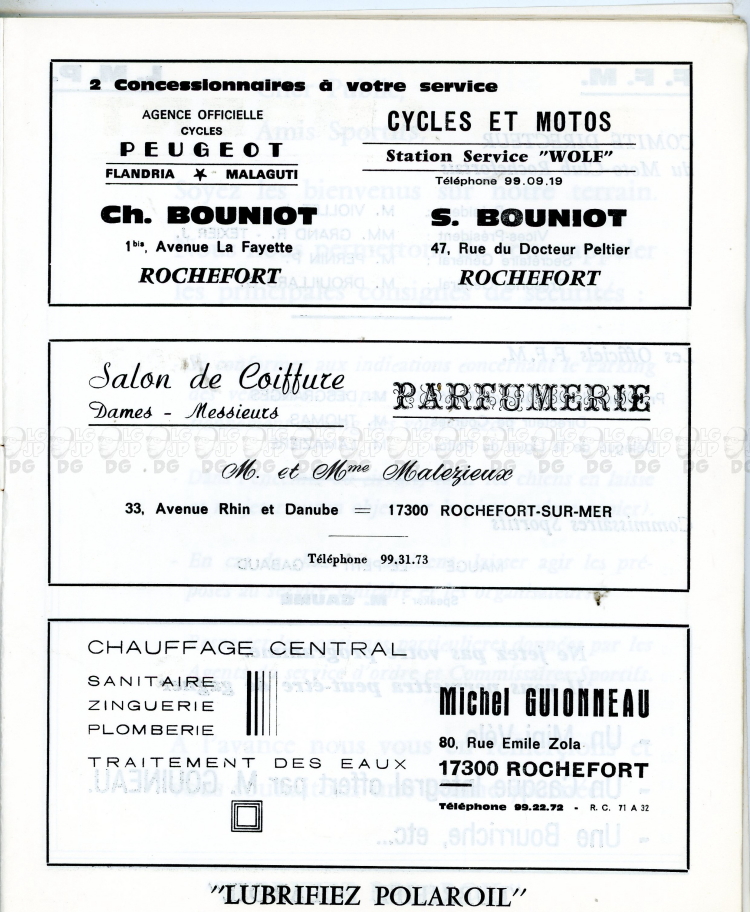 2 Concessionnaires à votre service
AGENCE OFFICIELLE
CYCLES
PEUGEOT
FLANDRIA ★ MALAGUTI
Ch. BOUNIOT
1bis, Avenue La Fayette
ROCHEFORT
CYCLES ET MOTOS
Station Service "WOLF"
Téléphone 99.09.19
S. BOUNIOT
47, Rue du Docteur Peltier
ROCHEFORT
Salon de Coiffure
Dames - Messieurs
PARFUMERIE
M. et Mme Malezieux
33, Avenue Rhin et Danube = 17300 ROCHEFORT-SUR-MER
Téléphone 99.31.73
CHAUFFAGE CENTRAL
SANITAIRE
ZINGUERIE
PLOMBERIE
TRAITEMENT DES EAUX
Michel GUIONNEAU
80, Rue Emile Zola
17300 ROCHEFORT
Téléphone 99.22.72 - R. C. 71 A 32
"LUBRIFIEZ POLAROIL"